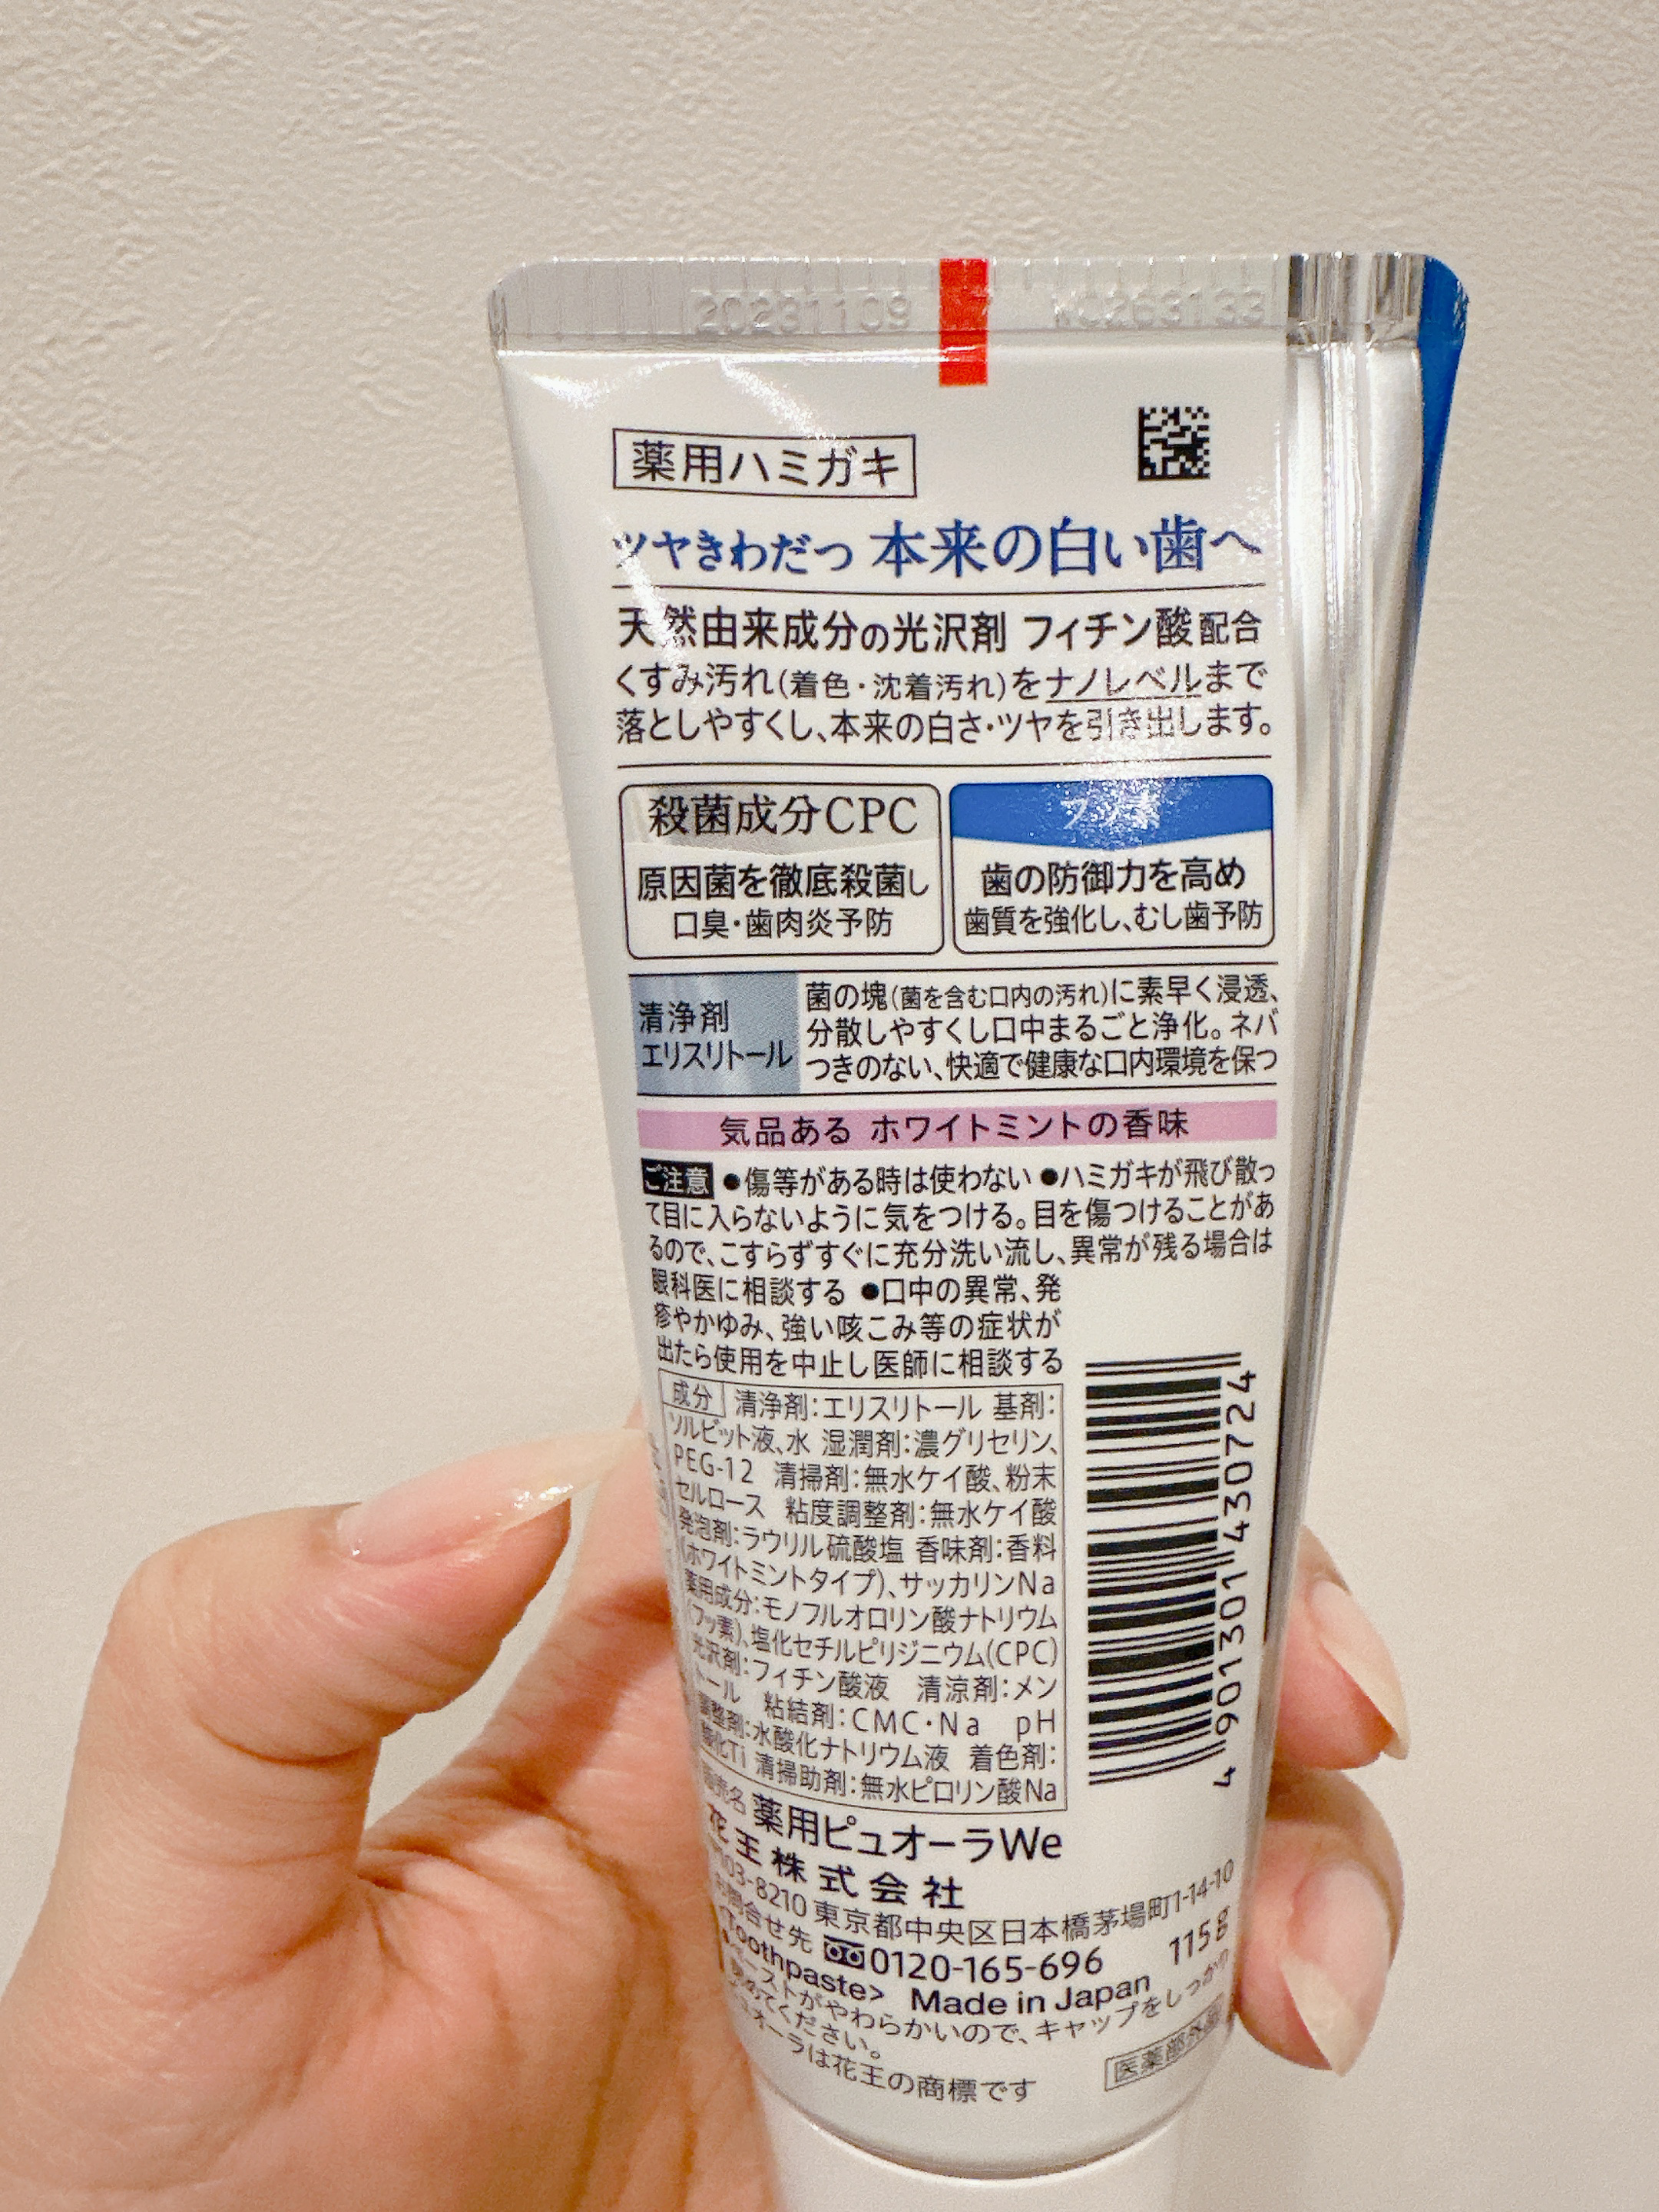 20231109 WC263133
薬用ハミガキ
ツヤきわだつ 本来の白い歯へ
天然由来成分の光沢剤 フィチン酸配合
くすみ汚れ(着色・沈着汚れ)をナノレベルまで
落としやすくし、本来の白さ・ツヤを引き出します。
殺菌成分CPC
原因菌を徹底殺菌し
口臭・歯肉炎予防
フッ素
歯の防御力を高め
歯質を強化し、むし歯予防
清浄剤
エリスリトール
菌の塊(菌を含む口内の汚れ)に素早く浸透、
分散しやすくし口中まるごと浄化。ネバ
つきのない、快適で健康な口内環境を保つ
気品ある ホワイトミントの香味
ご注意 ●傷等がある時は使わない ●ハミガキが飛び散っ
て目に入らないように気をつける。目を傷つけることがあ
るので、こすらずすぐに充分洗い流し、異常が残る場合は
眼科医に相談する ●口中の異常、発
疹やかゆみ、強い咳こみ等の症状が
出たら使用を中止し医師に相談する
成分 清浄剤:エリスリトール 基剤:
ソルビット液、水 湿潤剤:濃グリセリン、
PEG-12 清掃剤:無水ケイ酸、粉末
セルロース 粘度調整剤:無水ケイ酸
発泡剤:ラウリル硫酸塩 香味剤:香料
(ホワイトミントタイプ)、サッカリンNa
薬用成分:モノフルオロリン酸ナトリウム
(フッ素)、塩化セチルピリジニウム(CPC)
光沢剤:フィチン酸液 清涼剤:メン
トール 粘結剤:CMC・Na pH
調整剤:水酸化ナトリウム液 着色剤:
酸化Ti 清掃助剤:無水ピロリン酸Na
4 901301 430724
販売名 薬用ピュオーラWe
花王株式会社
103-8210 東京都中央区日本橋茅場町1-14-10
お問合せ先 0120-165-696 115g
<Toothpaste> Made in Japan
ペーストがやわらかいので、キャップをしっかり
閉めてください。
ピュオーラは花王の商標です
医薬部外品